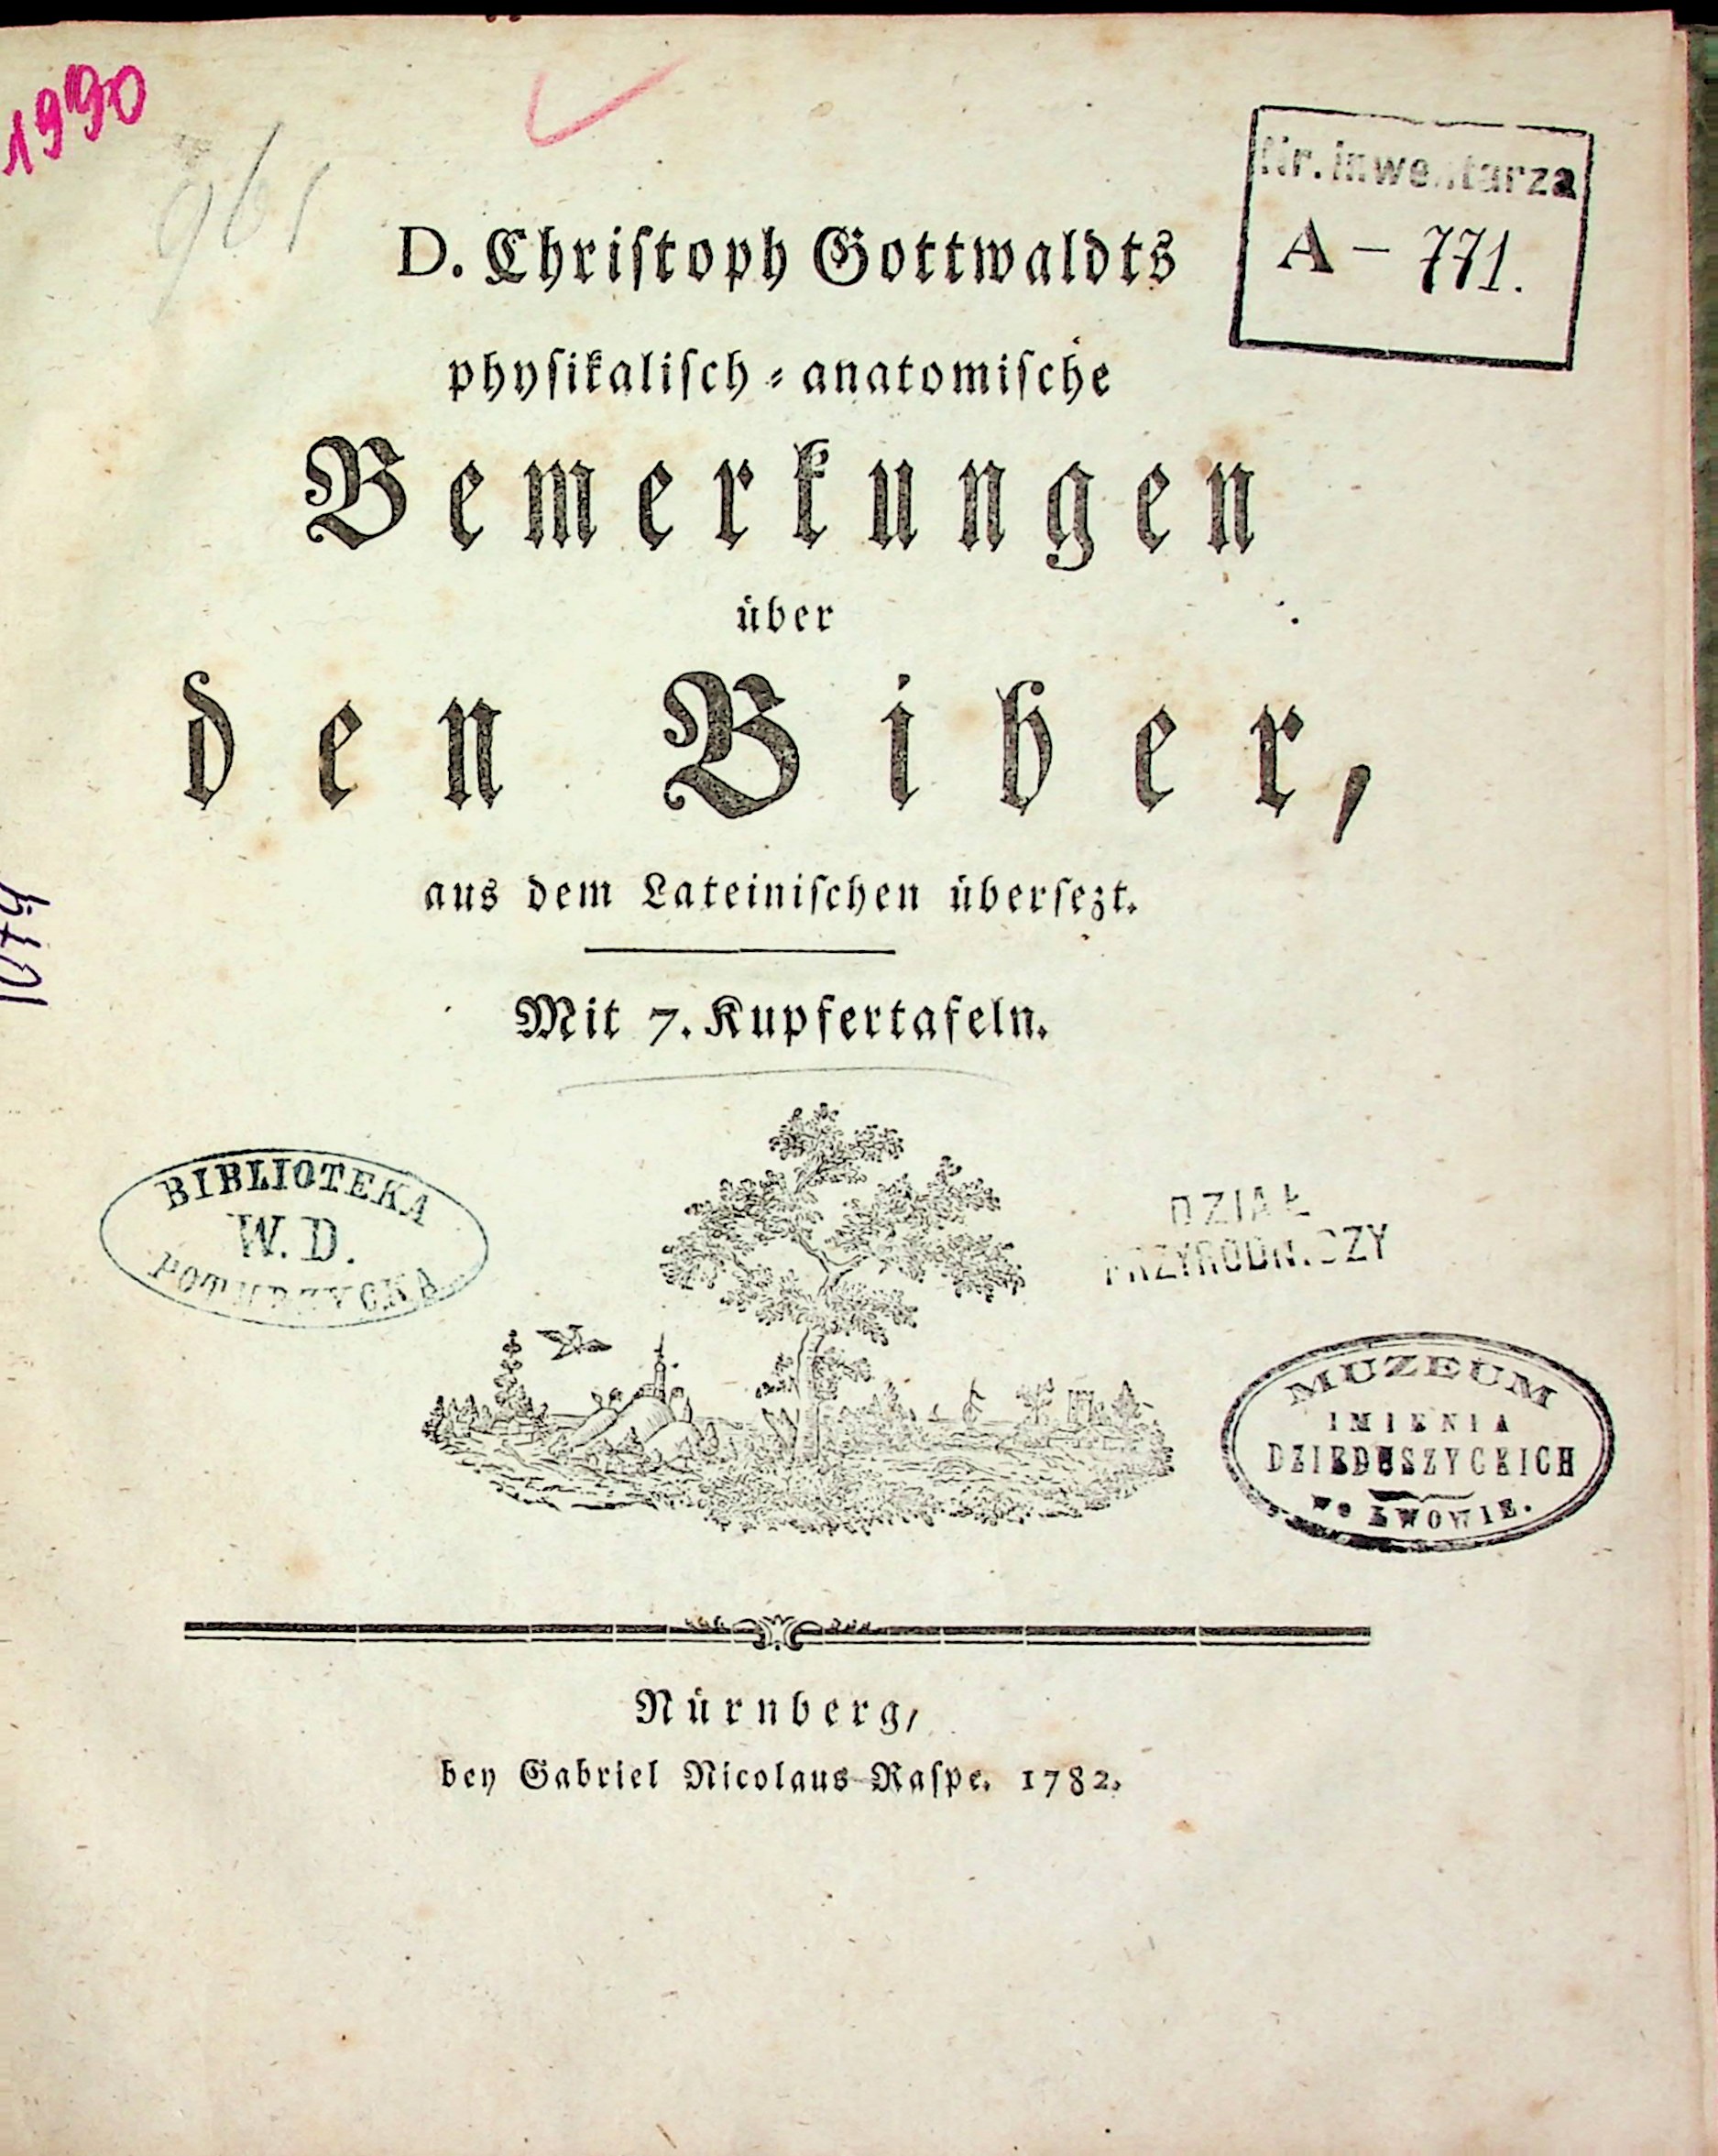 1990
961
Nr. inwentarza
A – 771.
D. Chriſtoph Gottwaldts
phyſikaliſch-anatomiſche
Bemerkungen
über
den Biber,
aus dem Lateiniſchen überſezt.
Mit 7. Kupfertafeln.
BIBLIOTEKA
W. D.
POTURZYCKA
DZIAŁ
PRZYRODNICZY
MUZEUM
IMIENIA
DZIEDUSZYCKICH
we LWOWIE.
Nürnberg,
bey Gabriel Nicolaus Raſpe. 1782.